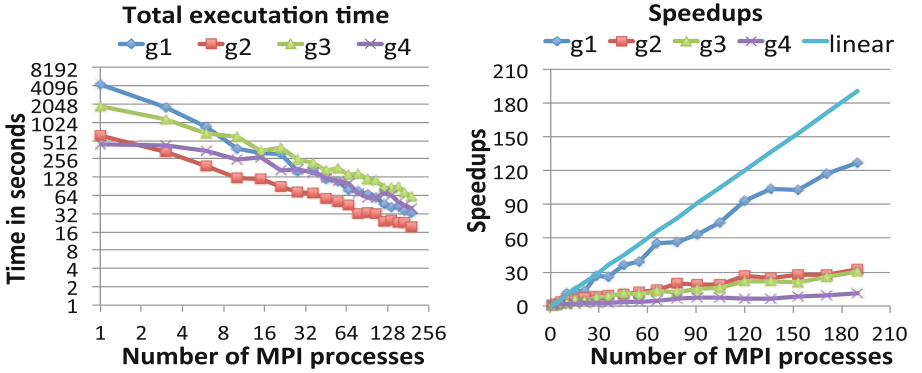 Total executation time
g1 g2 g3 g4
8192
4096
2048
1024
512
256
128
64
32
16
8
4
2
1
Time in seconds
1 2 4 8 16 32 64 128 256
Number of MPI processes
Speedups
g1 g2 g3 g4 linear
210
180
150
120
90
60
30
0
Speedups
0 30 60 90 120 150 180 210
Number of MPI processes